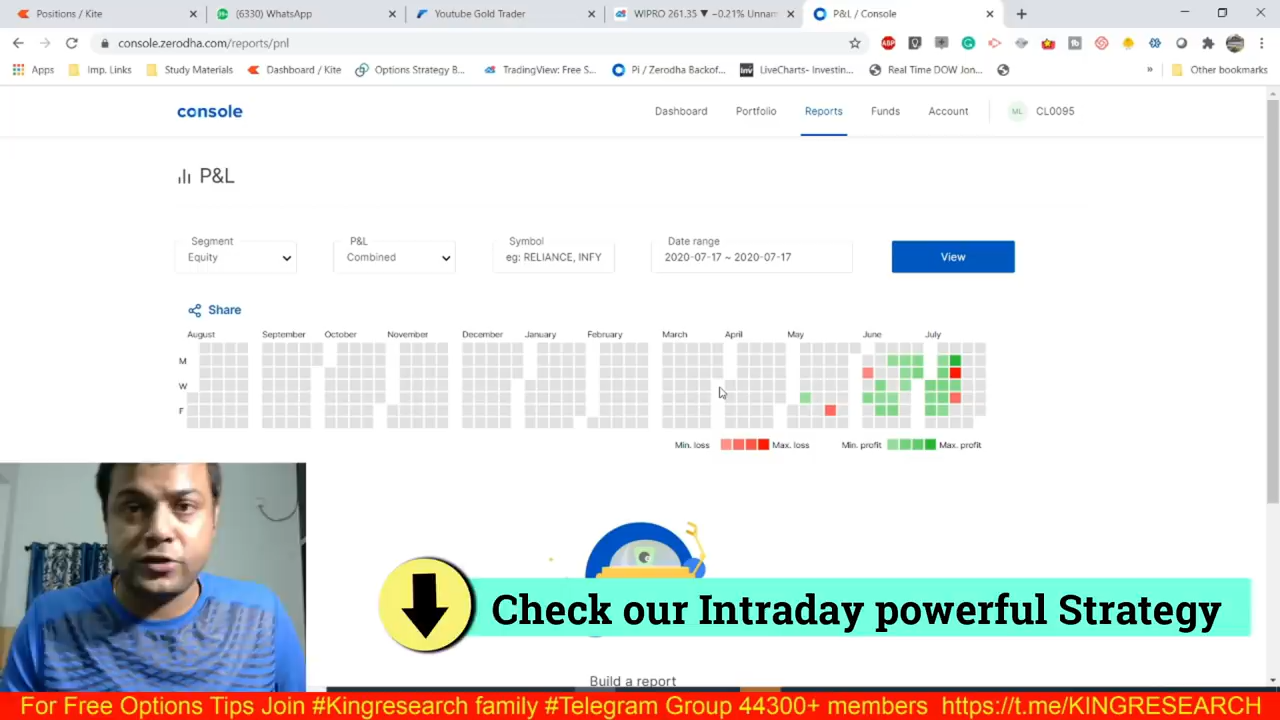 Positions / Kite
(6330) WhatsApp
Youtube Gold Trader
WIPRO 261.35 ▼ −0.21% Unnam
P&L / Console
console.zerodha.com/reports/pnl
ABP
Apps
Imp. Links
Study Materials
Dashboard / Kite
Options Strategy B...
TradingView: Free S...
Pi / Zerodha Backof...
LiveCharts- Investin...
Real Time DOW Jon...
»
Other bookmarks
console
Dashboard
Portfolio
Reports
Funds
Account
ML
CL0095
P&L
Segment
Equity
P&L
Combined
Symbol
eg: RELIANCE, INFY
Date range
2020-07-17 ~ 2020-07-17
View
Share
August
September
October
November
December
January
February
March
April
May
June
July
M
W
F
Min. loss
Max. loss
Min. profit
Max. profit
Check our Intraday powerful Strategy
Build a report
For Free Options Tips Join #Kingresearch family #Telegram Group 44300+ members https://t.me/KINGRESEARCH